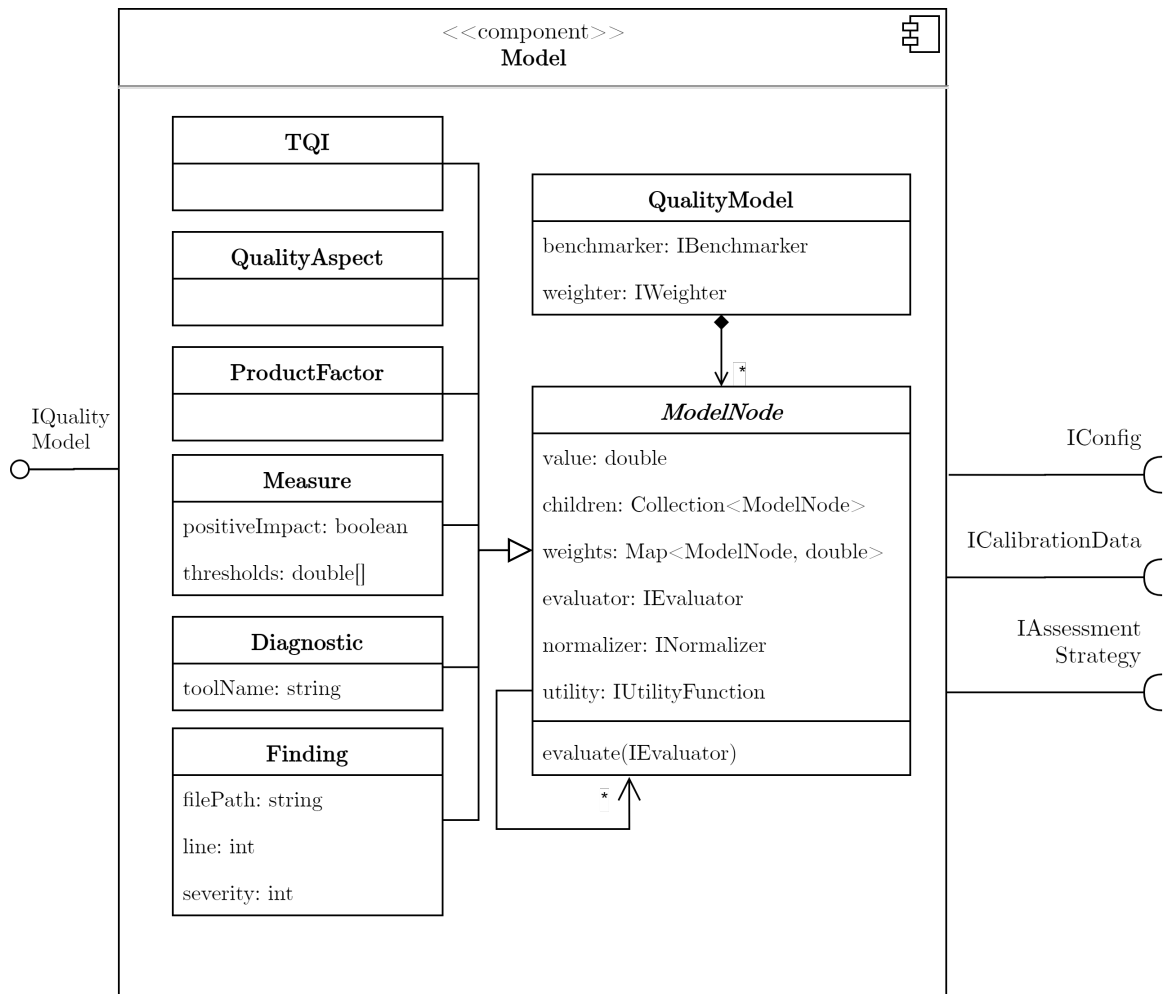 <<component>>
Model
TQI
QualityAspect
ProductFactor
Measure
positiveImpact: boolean
thresholds: double[]
Diagnostic
toolName: string
Finding
filePath: string
line: int
severity: int
QualityModel
benchmarker: IBenchmarker
weighter: IWeighter
*
ModelNode
value: double
children: Collection<ModelNode>
weights: Map<ModelNode, double>
evaluator: IEvaluator
normalizer: INormalizer
utility: IUtilityFunction
evaluate(IEvaluator)
*
IQuality
Model
IConfig
ICalibrationData
IAssessment
Strategy